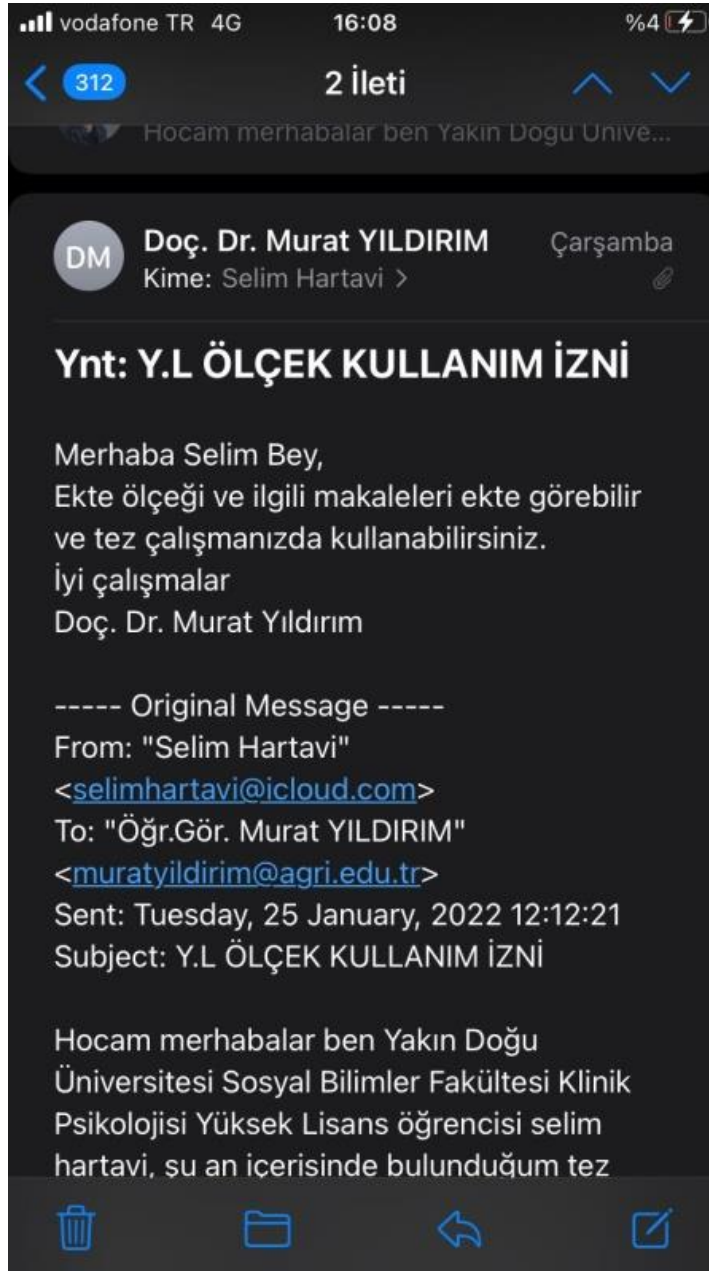 vodafone TR 4G 16:08 %4
312 2 İleti
Hocam merhabalar ben Yakın Doğu Ünive...
DM Doç. Dr. Murat YILDIRIM Çarşamba
Kime: Selim Hartavi >
Ynt: Y.L ÖLÇEK KULLANIM İZNİ
Merhaba Selim Bey,
Ekte ölçeği ve ilgili makaleleri ekte görebilir
ve tez çalışmanızda kullanabilirsiniz.
İyi çalışmalar
Doç. Dr. Murat Yıldırım
----- Original Message -----
From: "Selim Hartavi"
<selimhartavi@icloud.com>
To: "Öğr.Gör. Murat YILDIRIM"
<muratyildirim@agri.edu.tr>
Sent: Tuesday, 25 January, 2022 12:12:21
Subject: Y.L ÖLÇEK KULLANIM İZNİ
Hocam merhabalar ben Yakın Doğu
Üniversitesi Sosyal Bilimler Fakültesi Klinik
Psikolojisi Yüksek Lisans öğrencisi selim
hartavi, şu an içerisinde bulunduğum tez